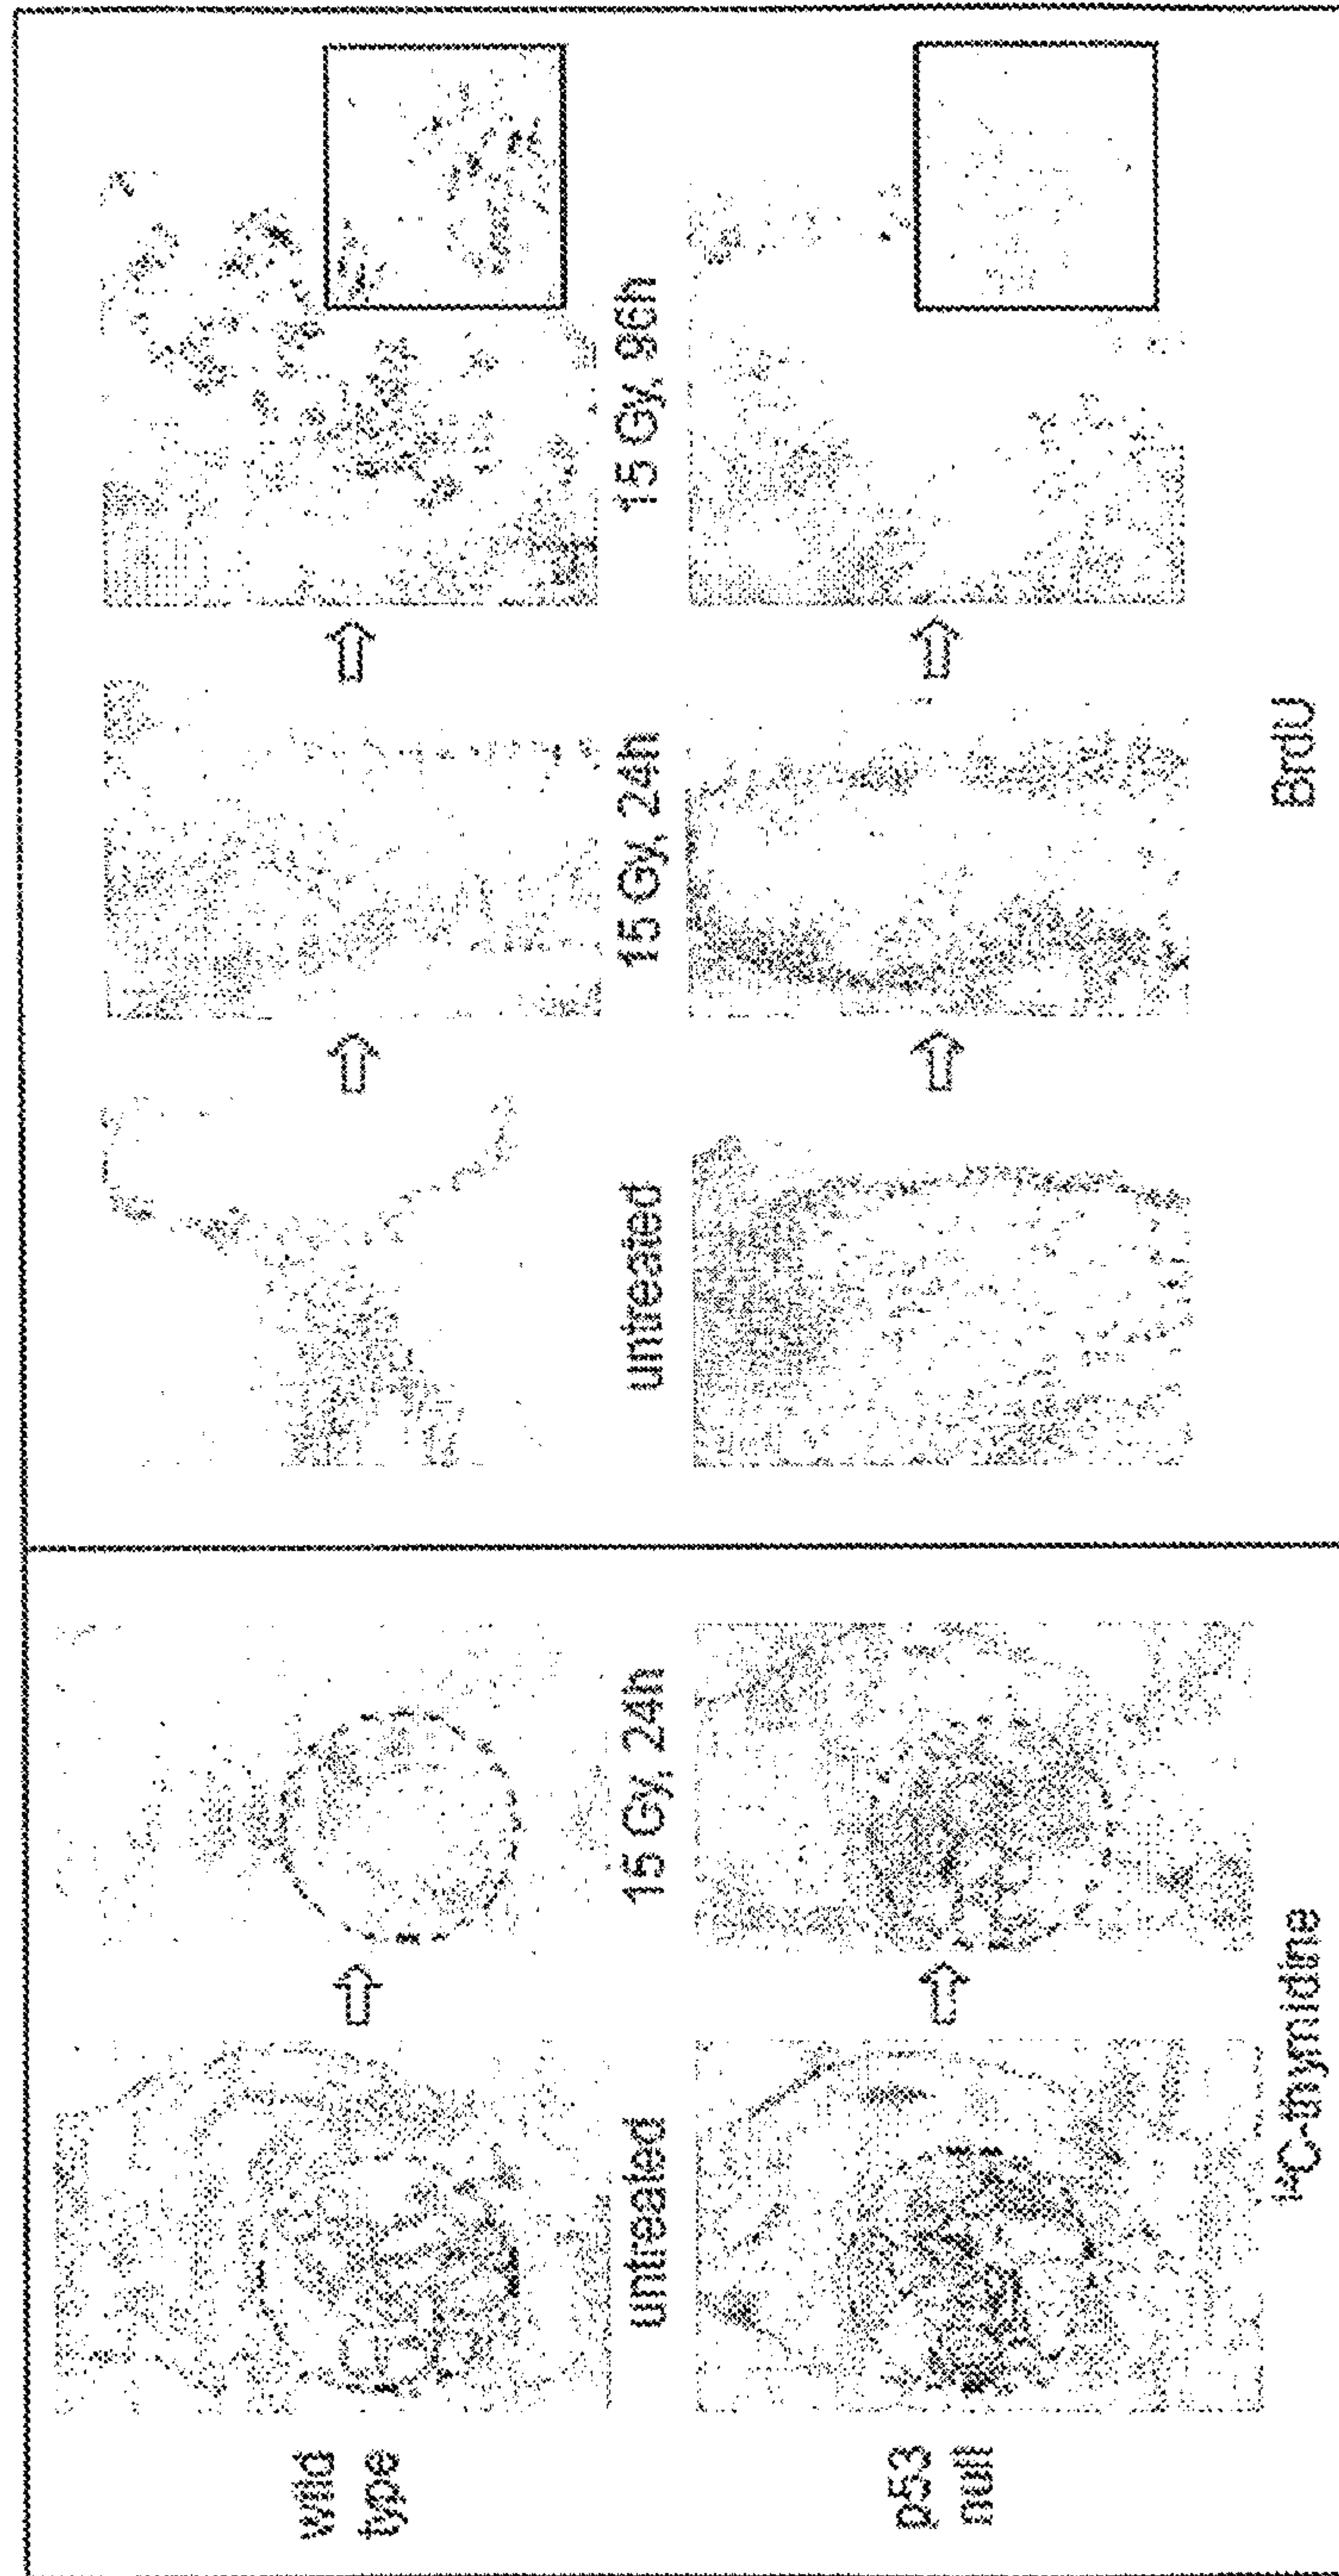 wild
type
untreated
15 Gy, 24h
untreated
15 Gy, 24h
15 Gy, 96h
p53
null
¹⁴C-thymidine
BrdU